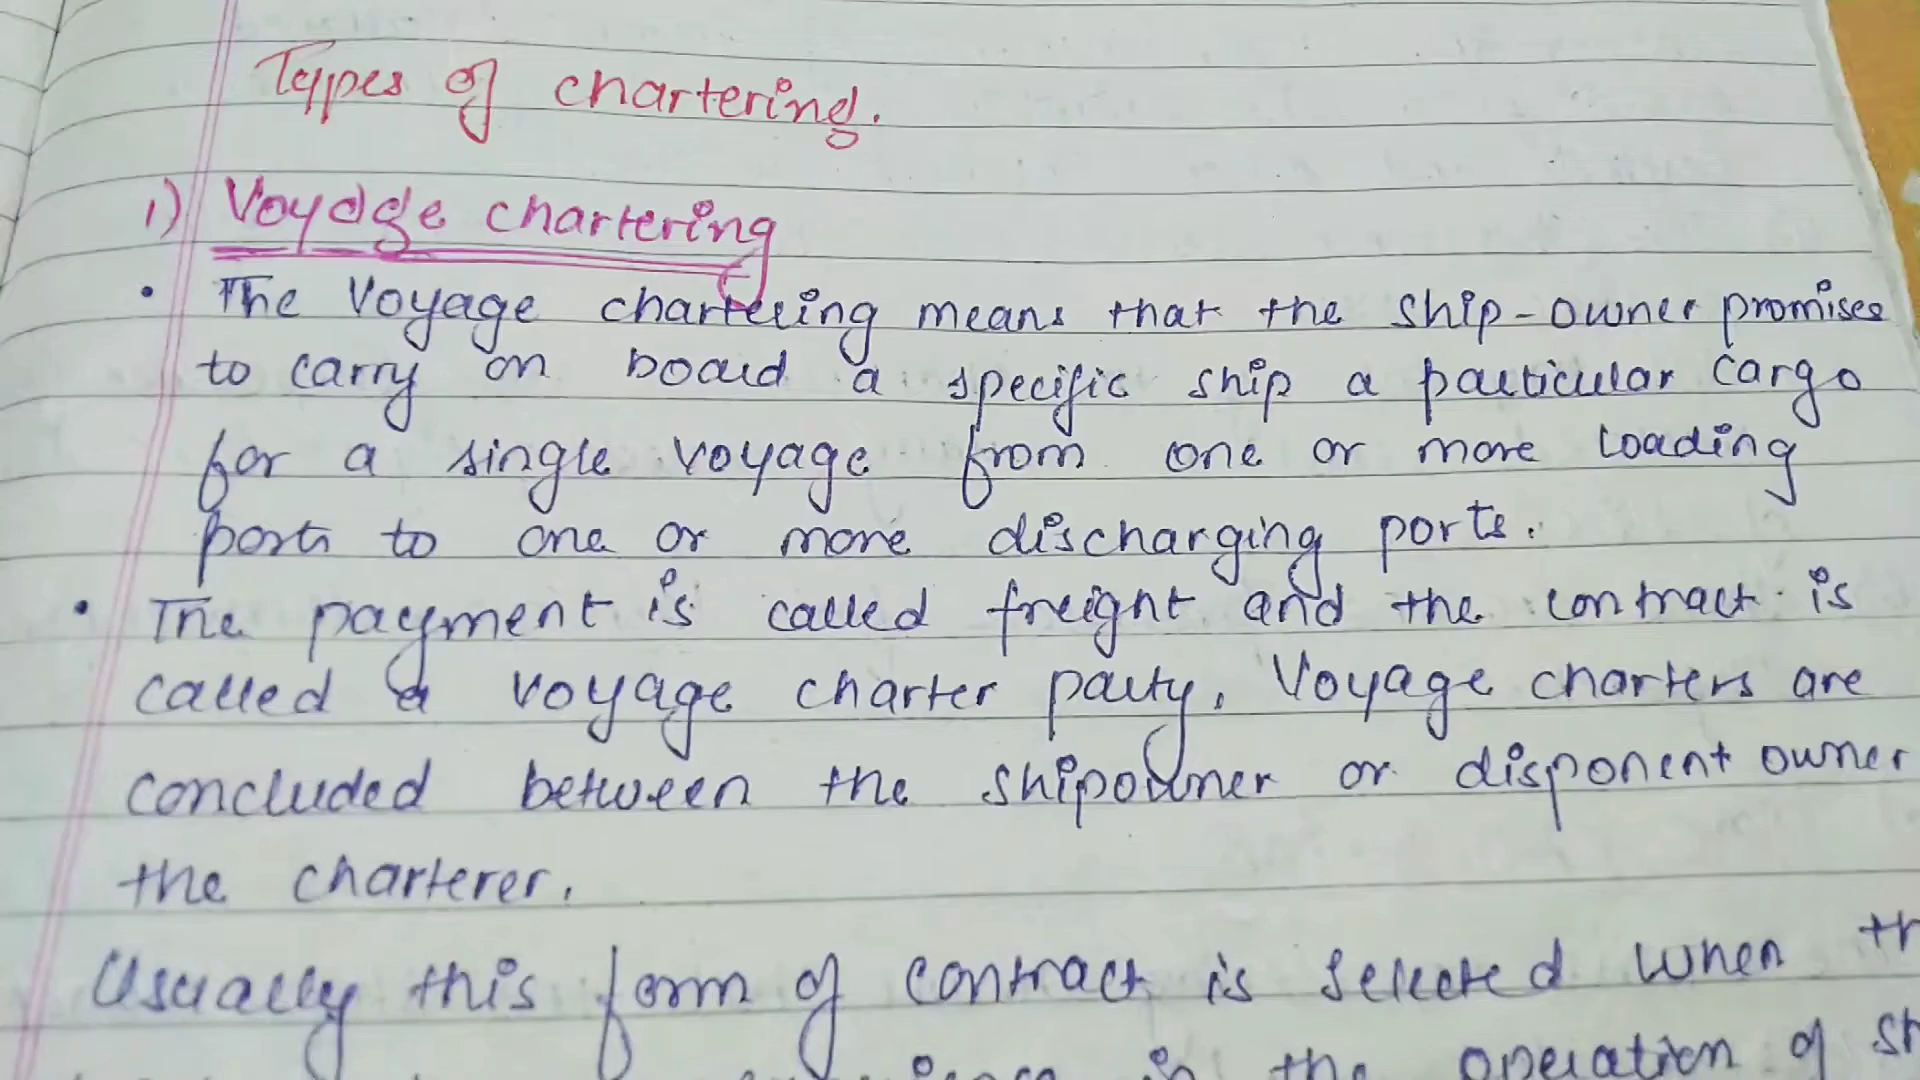 Types of chartering.
1) Voyage chartering
• The Voyage chartering means that the ship-owner promises
to carry on board a specific ship a particular cargo
for a single voyage from one or more loading
ports to one or more discharging ports.
• The payment is called freight and the contract is
called a voyage charter party. Voyage charters are
concluded between the shipowner or disponent owner
the charterer.
Usually this form of contract is selected when
in the operation of